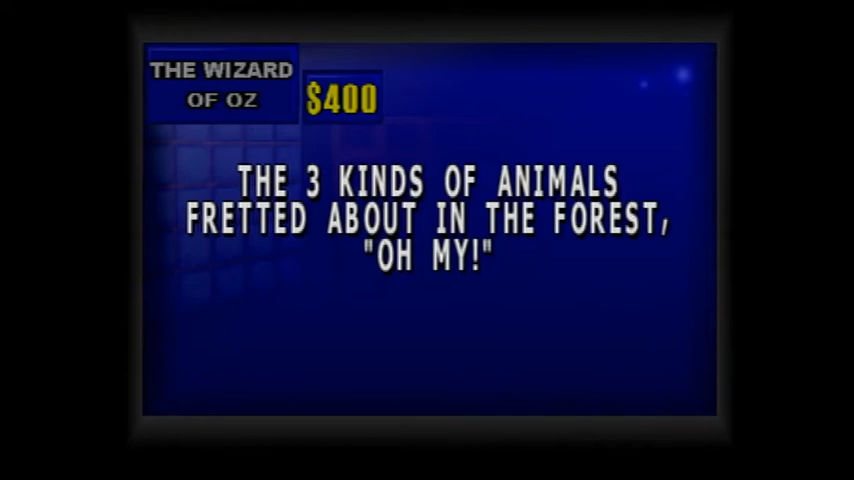 THE WIZARD
OF OZ
$400
THE 3 KINDS OF ANIMALS
FRETTED ABOUT IN THE FOREST,
"OH MY!"